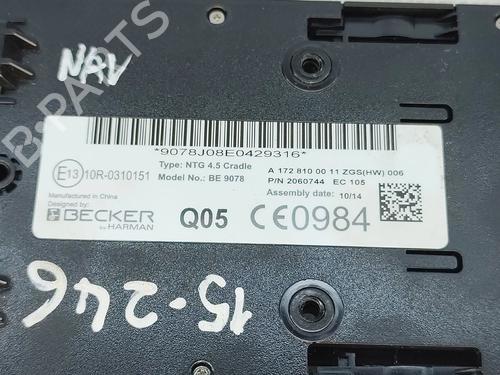 NAV
B-PARTS
*9078J08E0429316*
Type: NTG 4.5 Cradle
Model No.: BE 9078
A 172 810 00 11 ZGS(HW) 006
P/N 2060744 EC 105
Assembly date: 10/14
E13 10R-0310151
Manufactured in China
Designed by:
BECKER
by HARMAN
Q05
CE0984
15-246